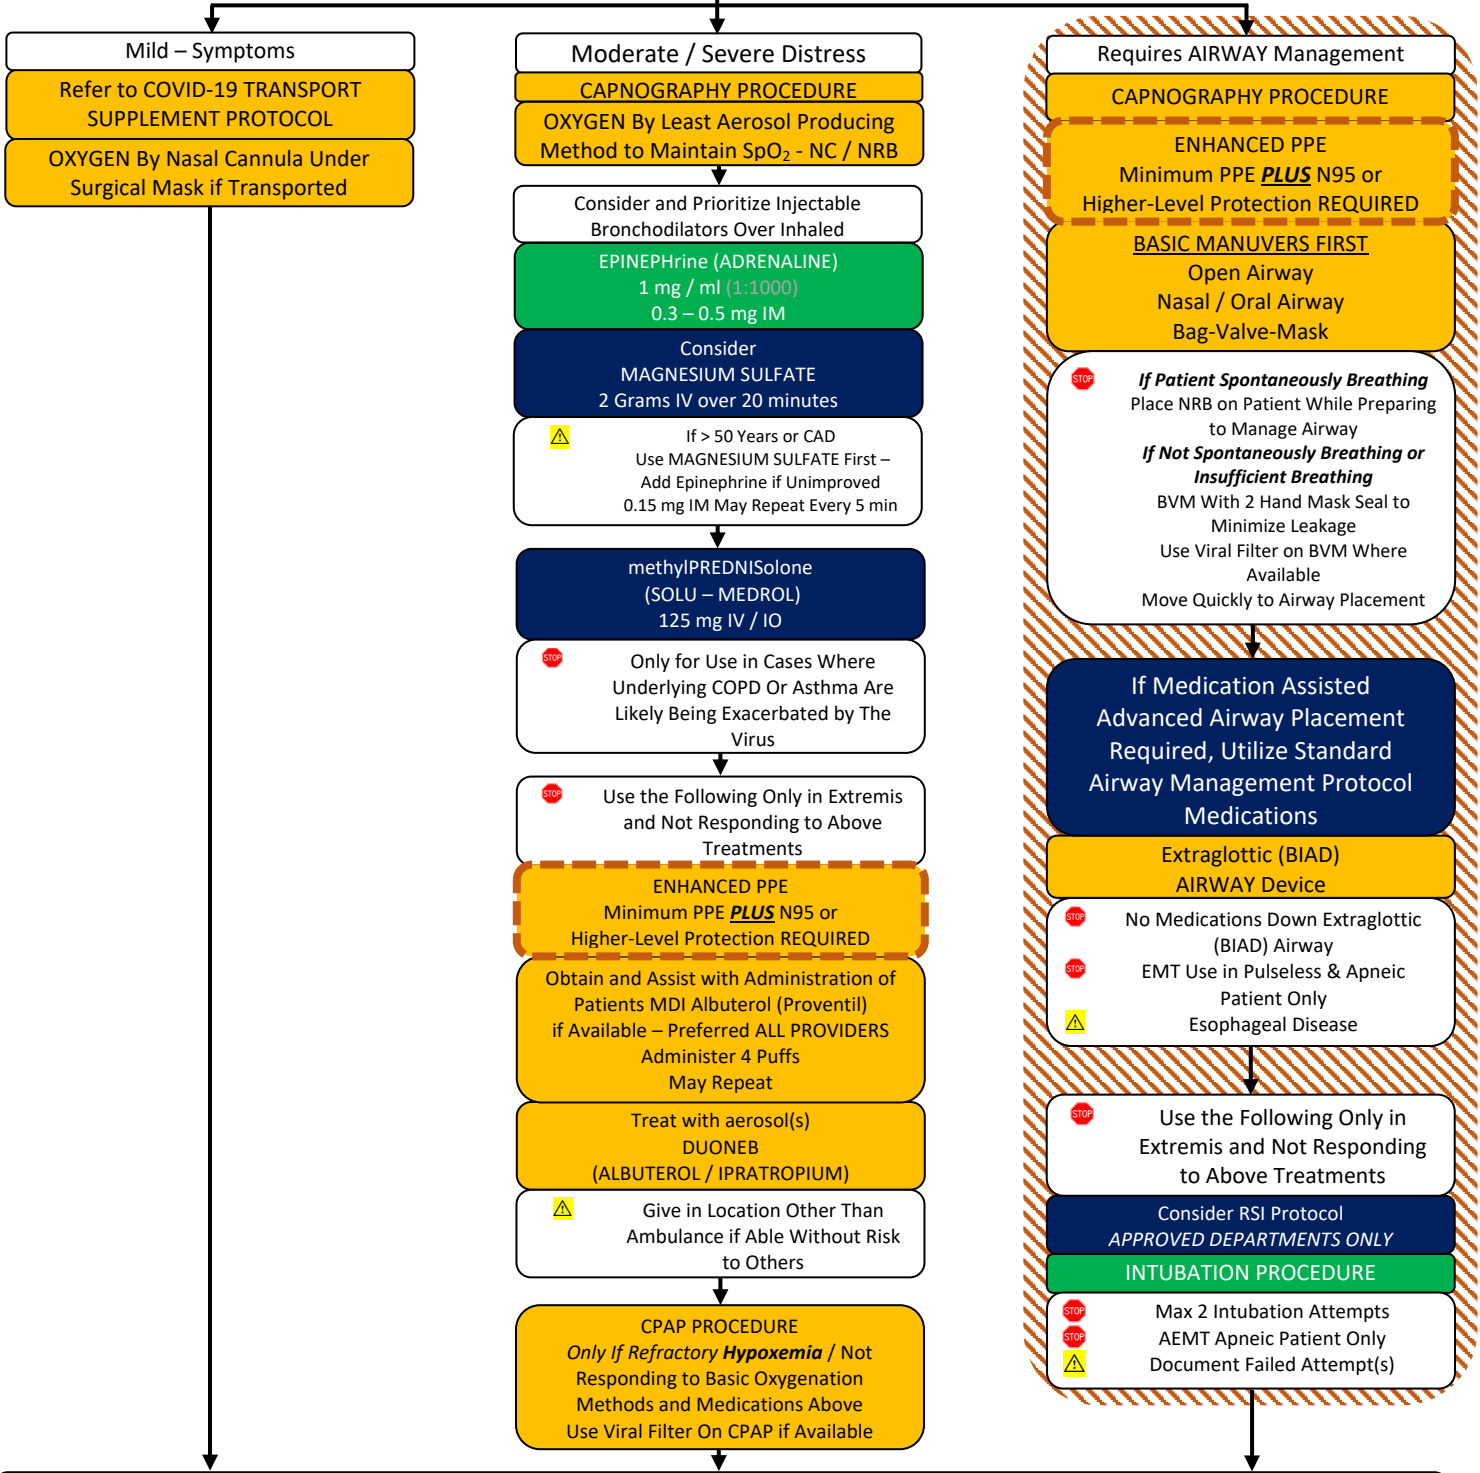 Mild – Symptoms
Refer to COVID-19 TRANSPORT
SUPPLEMENT PROTOCOL
OXYGEN By Nasal Cannula Under
Surgical Mask if Transported
Moderate / Severe Distress
CAPNOGRAPHY PROCEDURE
OXYGEN By Least Aerosol Producing
Method to Maintain SpO₂ - NC / NRB
Consider and Prioritize Injectable
Bronchodilators Over Inhaled
EPINEPHrine (ADRENALINE)
1 mg / ml (1:1000)
0.3 – 0.5 mg IM
Consider
MAGNESIUM SULFATE
2 Grams IV over 20 minutes
If > 50 Years or CAD
Use MAGNESIUM SULFATE First –
Add Epinephrine if Unimproved
0.15 mg IM May Repeat Every 5 min
methylPREDNISolone
(SOLU – MEDROL)
125 mg IV / IO
STOP
Only for Use in Cases Where
Underlying COPD Or Asthma Are
Likely Being Exacerbated by The
Virus
STOP
Use the Following Only in Extremis
and Not Responding to Above
Treatments
ENHANCED PPE
Minimum PPE PLUS N95 or
Higher-Level Protection REQUIRED
Obtain and Assist with Administration of
Patients MDI Albuterol (Proventil)
if Available – Preferred ALL PROVIDERS
Administer 4 Puffs
May Repeat
Treat with aerosol(s)
DUONEB
(ALBUTEROL / IPRATROPIUM)
Give in Location Other Than
Ambulance if Able Without Risk
to Others
CPAP PROCEDURE
Only If Refractory Hypoxemia / Not
Responding to Basic Oxygenation
Methods and Medications Above
Use Viral Filter On CPAP if Available
Requires AIRWAY Management
CAPNOGRAPHY PROCEDURE
ENHANCED PPE
Minimum PPE PLUS N95 or
Higher-Level Protection REQUIRED
BASIC MANUVERS FIRST
Open Airway
Nasal / Oral Airway
Bag-Valve-Mask
STOP
If Patient Spontaneously Breathing
Place NRB on Patient While Preparing
to Manage Airway
If Not Spontaneously Breathing or
Insufficient Breathing
BVM With 2 Hand Mask Seal to
Minimize Leakage
Use Viral Filter on BVM Where
Available
Move Quickly to Airway Placement
If Medication Assisted
Advanced Airway Placement
Required, Utilize Standard
Airway Management Protocol
Medications
Extraglottic (BIAD)
AIRWAY Device
STOP
No Medications Down Extraglottic
(BIAD) Airway
STOP
EMT Use in Pulseless & Apneic
Patient Only
Esophageal Disease
STOP
Use the Following Only in
Extremis and Not Responding
to Above Treatments
Consider RSI Protocol
APPROVED DEPARTMENTS ONLY
INTUBATION PROCEDURE
STOP
Max 2 Intubation Attempts
STOP
AEMT Apneic Patient Only
Document Failed Attempt(s)